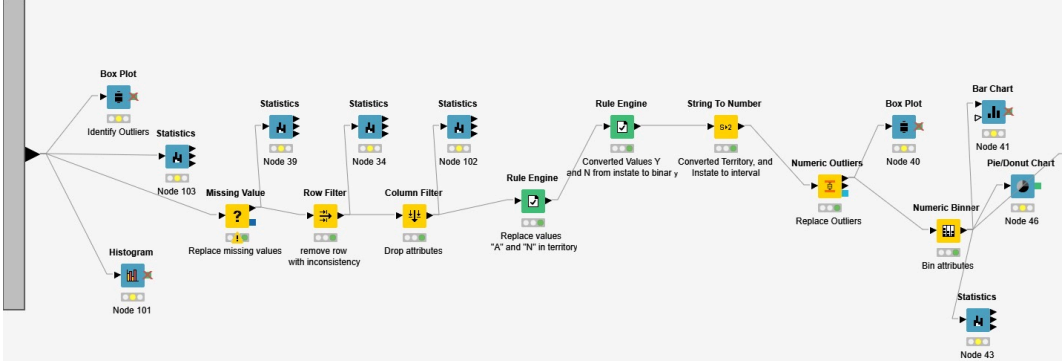 Box Plot
Identify Outliers
Statistics
Node 103
Histogram
Node 101
Missing Value
?
Replace missing values
Statistics
Node 39
Row Filter
remove row
with inconsistency
Statistics
Node 34
Column Filter
Drop attributes
Statistics
Node 102
Rule Engine
Replace values
"A" and "N" in territory
Rule Engine
Converted Values Y
and N from instate to binary y
String To Number
S›2
Converted Territory, and
Instate to interval
Numeric Outliers
Replace Outliers
Box Plot
Node 40
Numeric Binner
Bin attributes
Bar Chart
Node 41
Pie/Donut Chart
Node 46
Statistics
Node 43